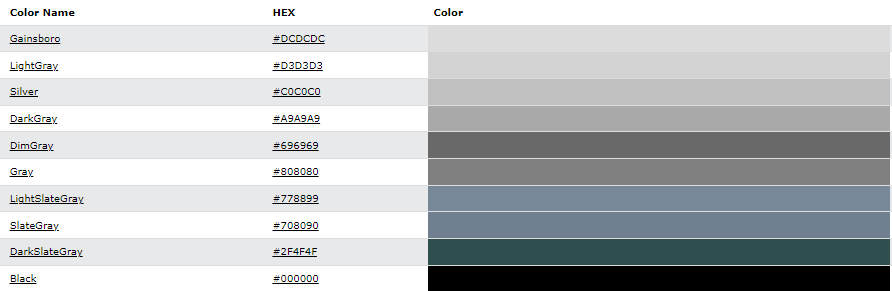 Color Name HEX Color
Gainsboro #DCDCDC
LightGray #D3D3D3
Silver #C0C0C0
DarkGray #A9A9A9
DimGray #696969
Gray #808080
LightSlateGray #778899
SlateGray #708090
DarkSlateGray #2F4F4F
Black #000000